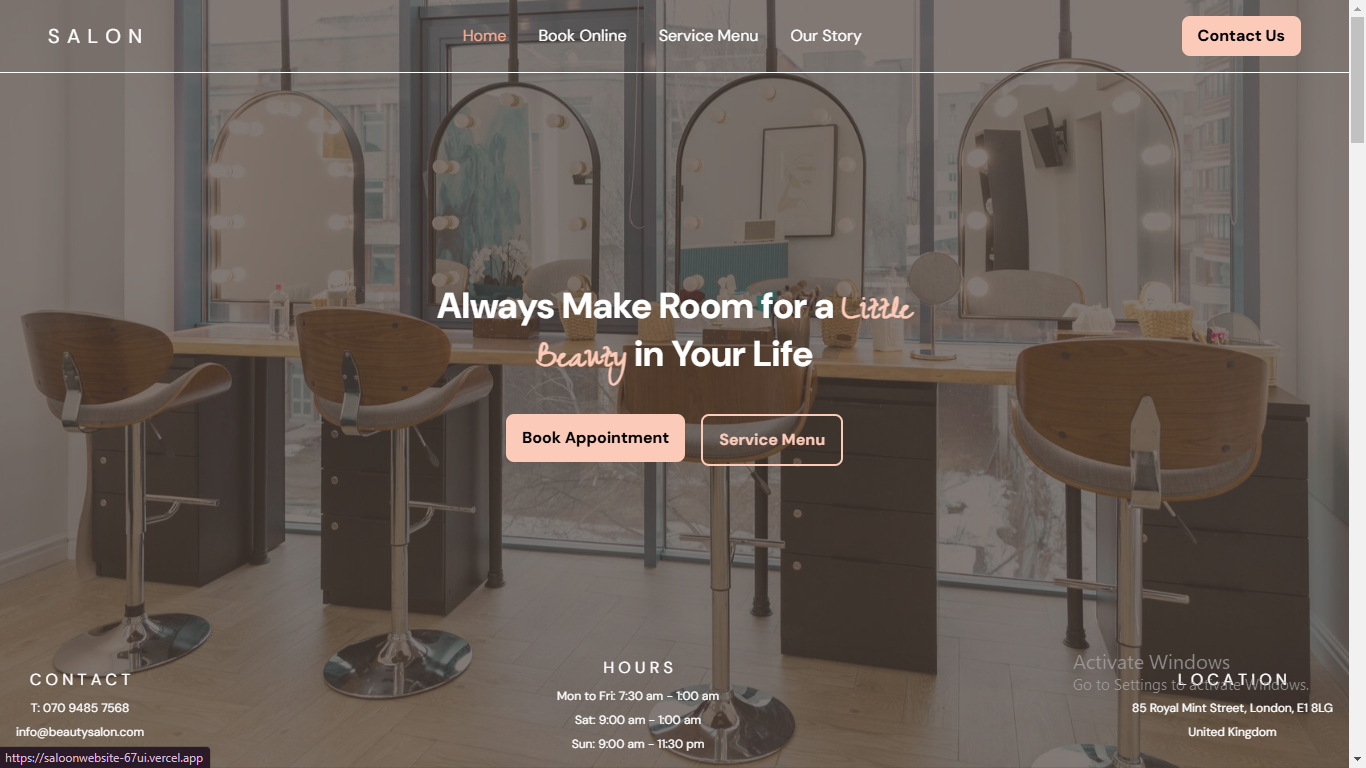 SALON
Home Book Online Service Menu Our Story
Contact Us
Always Make Room for a Little
Beauty in Your Life
Book Appointment
Service Menu
CONTACT
T: 070 9485 7568
info@beautysalon.com
HOURS
Mon to Fri: 7:30 am - 1:00 am
Sat: 9:00 am - 1:00 am
Sun: 9:00 am - 11:30 pm
LOCATION
85 Royal Mint Street, London, E1 8LG
United Kingdom
Activate Windows
Go to Settings to activate Windows.
https://saloonwebsite-67ui.vercel.app